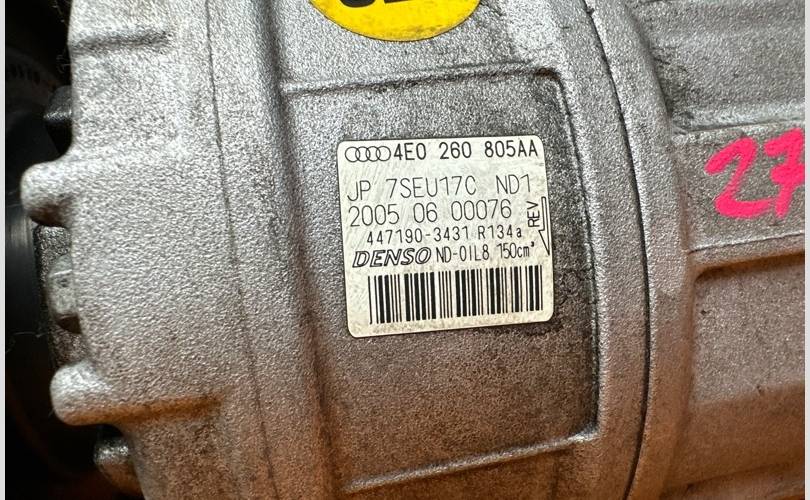 4E0 260 805AA
JP 7SEU17C ND1
2005 06 00076
REV
447190-3431 R134a
DENSO ND-OIL8 150cm³
27